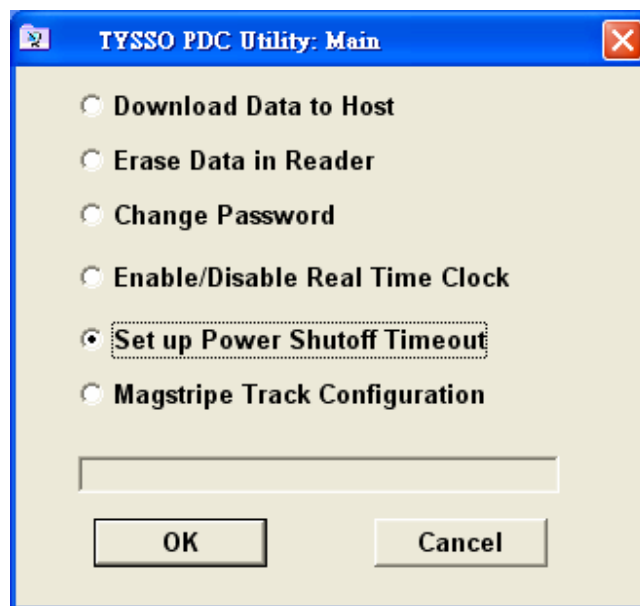 TYSSO PDC Utility: Main
Download Data to Host
Erase Data in Reader
Change Password
Enable/Disable Real Time Clock
Set up Power Shutoff Timeout
Magstripe Track Configuration
OK Cancel